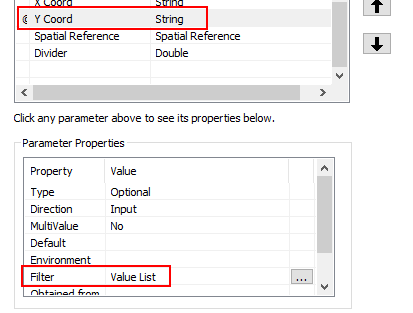 X Coord String
@ Y Coord String
Spatial Reference Spatial Reference
Divider Double
Click any parameter above to see its properties below.
Parameter Properties
Property Value
Type Optional
Direction Input
MultiValue No
Default
Environment
Filter Value List ...
Obtained from